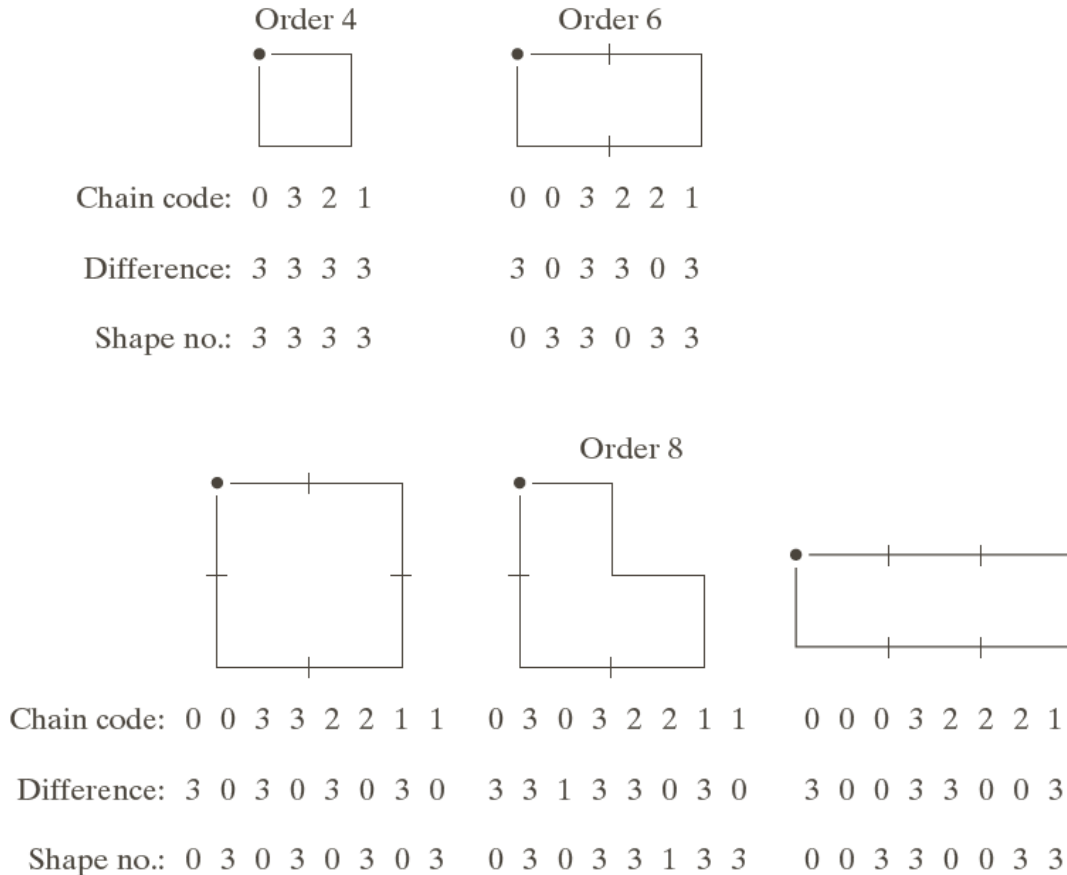 Order 4 Order 6
Chain code: 0 3 2 1 0 0 3 2 2 1
Difference: 3 3 3 3 3 0 3 3 0 3
Shape no.: 3 3 3 3 0 3 3 0 3 3
Order 8
Chain code: 0 0 3 3 2 2 1 1 0 3 0 3 2 2 1 1 0 0 0 3 2 2 2 1
Difference: 3 0 3 0 3 0 3 0 3 3 1 3 3 0 3 0 3 0 0 3 3 0 0 3
Shape no.: 0 3 0 3 0 3 0 3 0 3 0 3 3 1 3 3 0 0 3 3 0 0 3 3